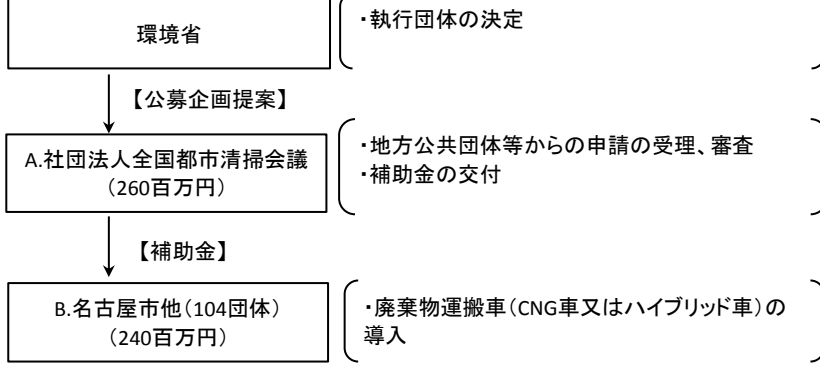 環境省
・執行団体の決定
【公募企画提案】
A.社団法人全国都市清掃会議
（260百万円）
・地方公共団体等からの申請の受理、審査
・補助金の交付
【補助金】
B.名古屋市他（104団体）
（240百万円）
・廃棄物運搬車（CNG車又はハイブリッド車）の
導入